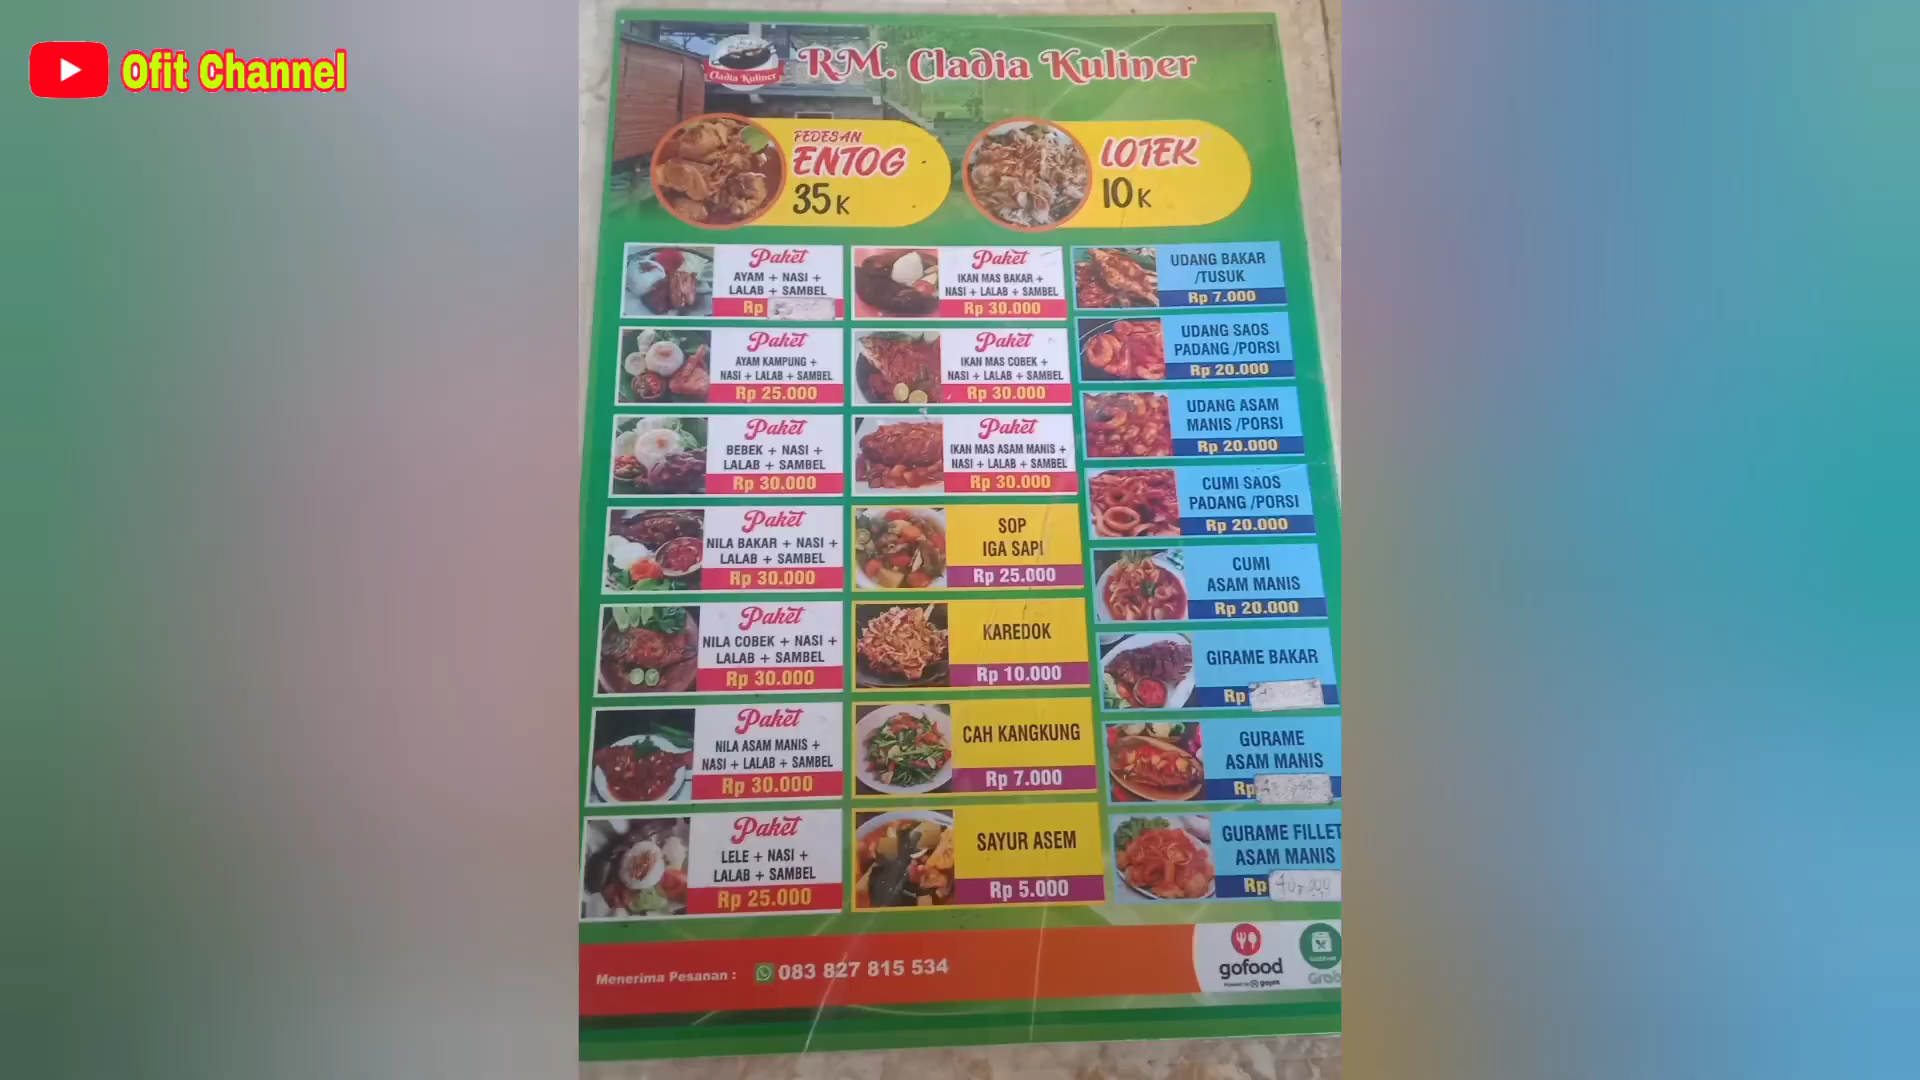 Ofit Channel
Cladia Kuliner
RM. Cladia Kuliner
PEDESAN
ENTOG
35K
LOTEK
10K
Paket
AYAM + NASI +
LALAB + SAMBEL
Rp
Paket
AYAM KAMPUNG +
NASI + LALAB + SAMBEL
Rp 25.000
Paket
BEBEK + NASI +
LALAB + SAMBEL
Rp 30.000
Paket
NILA BAKAR + NASI +
LALAB + SAMBEL
Rp 30.000
Paket
NILA COBEK + NASI +
LALAB + SAMBEL
Rp 30.000
Paket
NILA ASAM MANIS +
NASI + LALAB + SAMBEL
Rp 30.000
Paket
LELE + NASI +
LALAB + SAMBEL
Rp 25.000
Paket
IKAN MAS BAKAR +
NASI + LALAB + SAMBEL
Rp 30.000
Paket
IKAN MAS COBEK +
NASI + LALAB + SAMBEL
Rp 30.000
Paket
IKAN MAS ASAM MANIS +
NASI + LALAB + SAMBEL
Rp 30.000
SOP
IGA SAPI
Rp 25.000
KAREDOK
Rp 10.000
CAH KANGKUNG
Rp 7.000
SAYUR ASEM
Rp 5.000
UDANG BAKAR
/TUSUK
Rp 7.000
UDANG SAOS
PADANG /PORSI
Rp 20.000
UDANG ASAM
MANIS /PORSI
Rp 20.000
CUMI SAOS
PADANG /PORSI
Rp 20.000
CUMI
ASAM MANIS
Rp 20.000
GIRAME BAKAR
Rp
GURAME
ASAM MANIS
Rp
GURAME FILLET
ASAM MANIS
Rp 40.000
Menerima Pesanan : 083 827 815 534
gofood
Powered by gojek
Grab